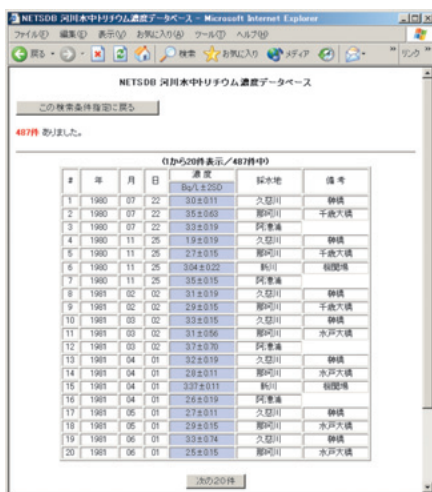 NETSDB 河川水中トリチウム濃度データベース - Microsoft Internet Explorer
ファイル(F) 編集(E) 表示(V) お気に入り(A) ツール(T) ヘルプ(H)
戻る 検索 お気に入り メディア リンク
NETSDB 河川水中トリチウム濃度データベース
この検索条件指定に戻る
487件 ありました。
(1から20件表示/487件中)
# 年 月 日 濃度 採水地 備考
Bq/L±2SD
1 1980 07 22 3.0±0.11 久慈川 榊橋
2 1980 07 22 3.5±0.63 那珂川 千歳大橋
3 1980 07 22 3.3±0.19 阿漕浦
4 1980 11 25 1.9±0.19 久慈川 榊橋
5 1980 11 25 2.7±0.15 那珂川 千歳大橋
6 1980 11 25 3.04±0.22 新川 桜関場
7 1980 11 25 3.5±0.15 阿漕浦
8 1981 02 02 3.1±0.19 久慈川 榊橋
9 1981 02 02 2.9±0.15 那珂川 千歳大橋
10 1981 03 02 3.3±0.15 久慈川 榊橋
11 1981 03 02 3.1±0.56 那珂川 水戸大橋
12 1981 03 02 3.7±0.70 阿漕浦
13 1981 04 01 3.2±0.19 久慈川 榊橋
14 1981 04 01 2.8±0.11 那珂川 水戸大橋
15 1981 04 01 3.37±0.11 新川 桜関場
16 1981 04 01 2.6±0.19 阿漕浦
17 1981 05 01 2.7±0.11 久慈川 榊橋
18 1981 05 01 2.9±0.15 那珂川 水戸大橋
19 1981 06 01 3.3±0.74 久慈川 榊橋
20 1981 06 01 2.5±0.15 那珂川 水戸大橋
次の20件